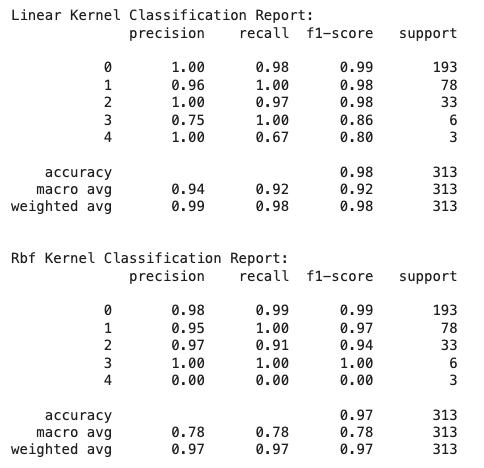 Linear Kernel Classification Report:
precision recall f1-score support
0 1.00 0.98 0.99 193
1 0.96 1.00 0.98 78
2 1.00 0.97 0.98 33
3 0.75 1.00 0.86 6
4 1.00 0.67 0.80 3
accuracy 0.98 313
macro avg 0.94 0.92 0.92 313
weighted avg 0.99 0.98 0.98 313
Rbf Kernel Classification Report:
precision recall f1-score support
0 0.98 0.99 0.99 193
1 0.95 1.00 0.97 78
2 0.97 0.91 0.94 33
3 1.00 1.00 1.00 6
4 0.00 0.00 0.00 3
accuracy 0.97 313
macro avg 0.78 0.78 0.78 313
weighted avg 0.97 0.97 0.97 313